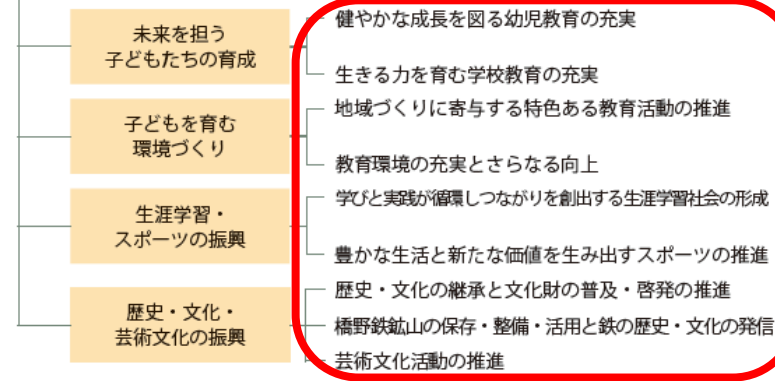 未来を担う
子どもたちの育成
健やかな成長を図る幼児教育の充実
生きる力を育む学校教育の充実
子どもを育む
環境づくり
地域づくりに寄与する特色ある教育活動の推進
教育環境の充実とさらなる向上
生涯学習・
スポーツの振興
学びと実践が循環しつながりを創出する生涯学習社会の形成
豊かな生活と新たな価値を生み出すスポーツの推進
歴史・文化・
芸術文化の振興
歴史・文化の継承と文化財の普及・啓発の推進
橋野鉄鉱山の保存・整備・活用と鉄の歴史・文化の発信
芸術文化活動の推進